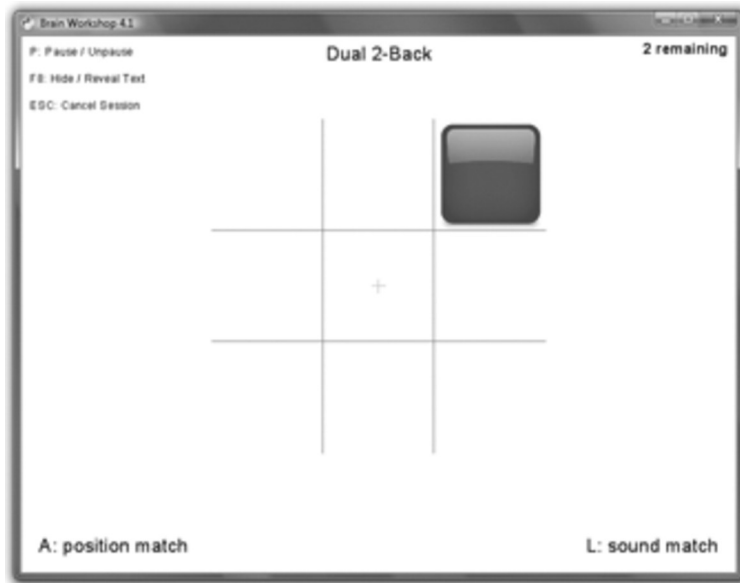 Brain Workshop 4.1
P: Pause / Unpause
Dual 2-Back
2 remaining
F8: Hide / Reveal Text
ESC: Cancel Session
A: position match
L: sound match